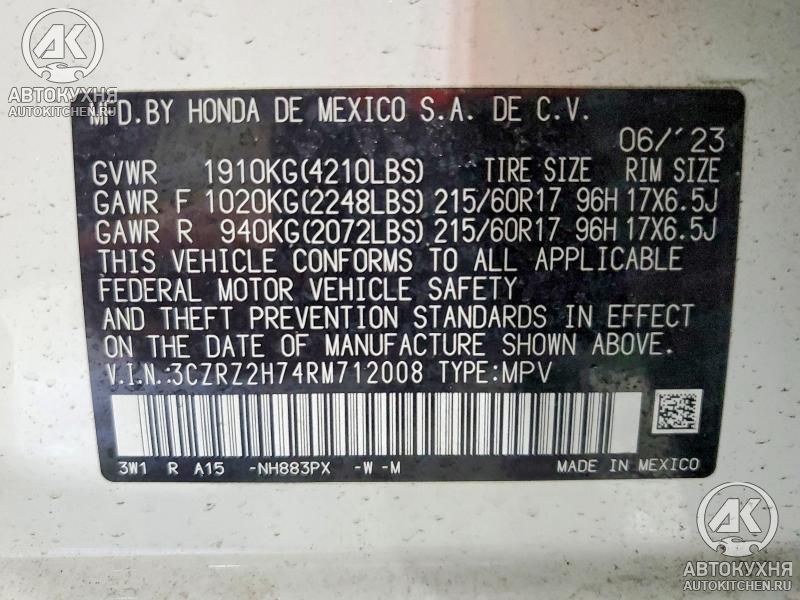 АК
АВТОКУХНЯ
AUTOKITCHEN.RU
MFD.BY HONDA DE MEXICO S.A. DE C.V.
06/'23
GVWR 1910KG(4210LBS) TIRE SIZE RIM SIZE
GAWR F 1020KG(2248LBS) 215/60R17 96H 17X6.5J
GAWR R 940KG(2072LBS) 215/60R17 96H 17X6.5J
THIS VEHICLE CONFORMS TO ALL APPLICABLE
FEDERAL MOTOR VEHICLE SAFETY
AND THEFT PREVENTION STANDARDS IN EFFECT
ON THE DATE OF MANUFACTURE SHOWN ABOVE.
V.I.N.:3CZRZ2H74RM712008 TYPE:MPV
3W1 R A15 -NH883PX -W -M MADE IN MEXICO
АК
АВТОКУХНЯ
AUTOKITCHEN.RU